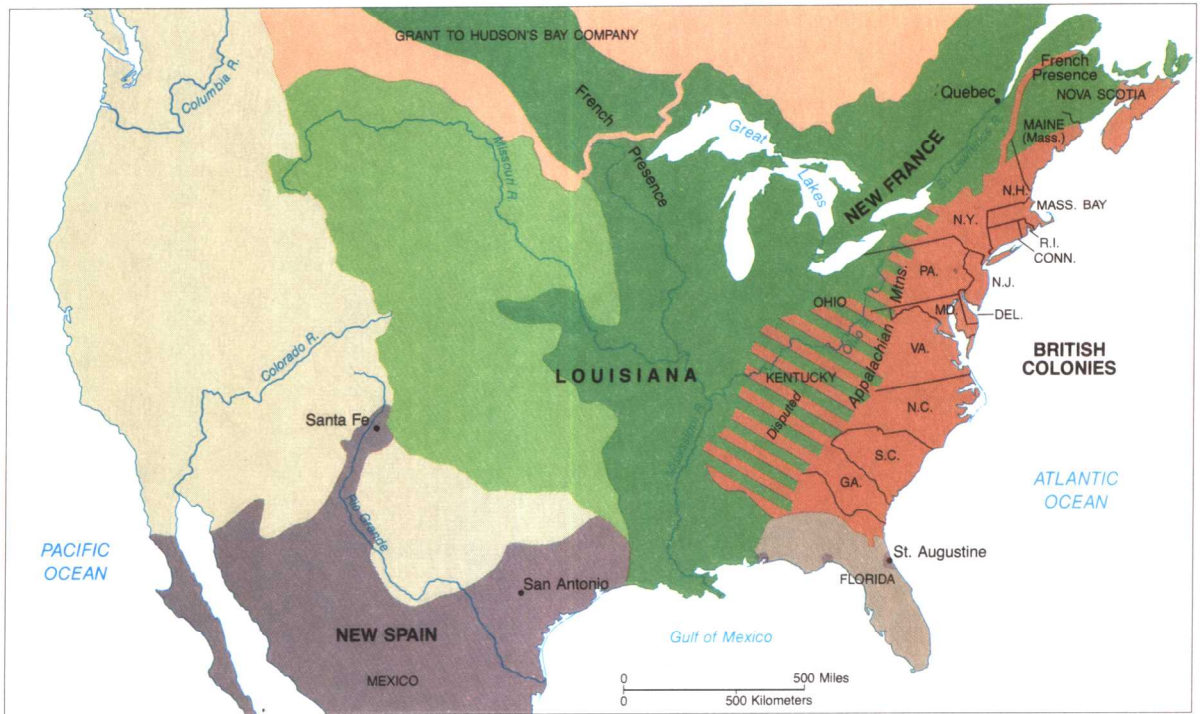 GRANT TO HUDSON'S BAY COMPANY
Columbia R.
French
Presence
Missouri R.
Great
Lakes
Quebec
French
Presence
NOVA SCOTIA
MAINE
(Mass.)
St. Lawrence R.
NEW FRANCE
N.H.
MASS. BAY
N.Y.
R.I.
CONN.
PA.
N.J.
OHIO
Mtns.
MD.
DEL.
Appalachian
VA.
BRITISH
COLONIES
Colorado R.
LOUISIANA
KENTUCKY
Disputed
N.C.
Mississippi R.
Santa Fe
S.C.
GA.
ATLANTIC
OCEAN
Rio Grande
PACIFIC
OCEAN
St. Augustine
FLORIDA
San Antonio
NEW SPAIN
Gulf of Mexico
MEXICO
0 500 Miles
0 500 Kilometers